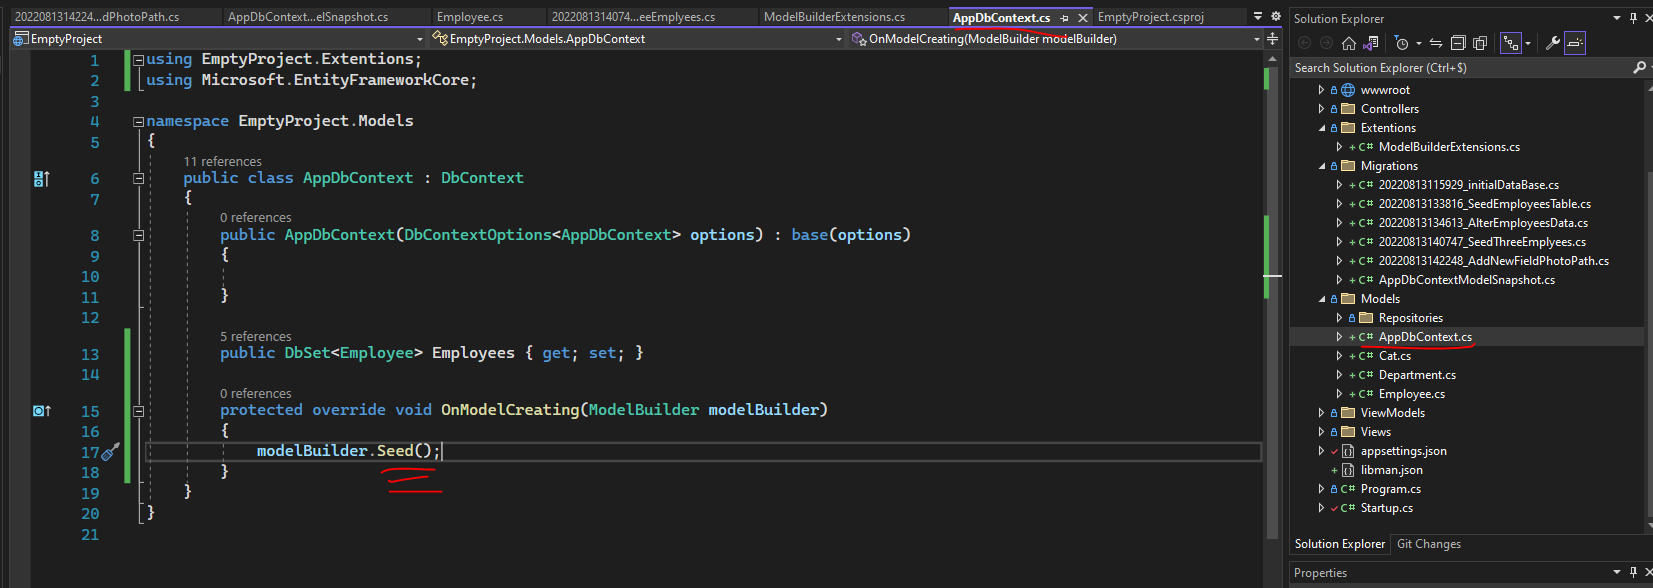 20220814224...dPhotoPath.cs
AppDbContext...elSnapshot.cs
Employee.cs
2022081314074...eeEmplyees.cs
ModelBuilderExtensions.cs
AppDbContext.cs
EmptyProject.csproj
EmptyProject
EmptyProject.Models.AppDbContext
OnModelCreating(ModelBuilder modelBuilder)
1 using EmptyProject.Extentions;
2 using Microsoft.EntityFrameworkCore;
3
4 namespace EmptyProject.Models
5 {
11 references
6 public class AppDbContext : DbContext
7 {
0 references
8 public AppDbContext(DbContextOptions<AppDbContext> options) : base(options)
9 {
10
11 }
12
5 references
13 public DbSet<Employee> Employees { get; set; }
14
0 references
15 protected override void OnModelCreating(ModelBuilder modelBuilder)
16 {
17 modelBuilder.Seed();
18 }
19 }
20 }
21
Solution Explorer
Search Solution Explorer (Ctrl+$)
wwwroot
Controllers
Extentions
+ C# ModelBuilderExtensions.cs
Migrations
+ C# 20220813115929_initialDataBase.cs
+ C# 20220813133816_SeedEmployeesTable.cs
+ C# 20220813134613_AlterEmployeesData.cs
+ C# 20220813140747_SeedThreeEmplyees.cs
+ C# 20220813142248_AddNewFieldPhotoPath.cs
+ C# AppDbContextModelSnapshot.cs
Models
Repositories
+ C# AppDbContext.cs
+ C# Cat.cs
+ C# Department.cs
+ C# Employee.cs
ViewModels
Views
appsettings.json
+ libman.json
C# Program.cs
C# Startup.cs
Solution Explorer Git Changes
Properties